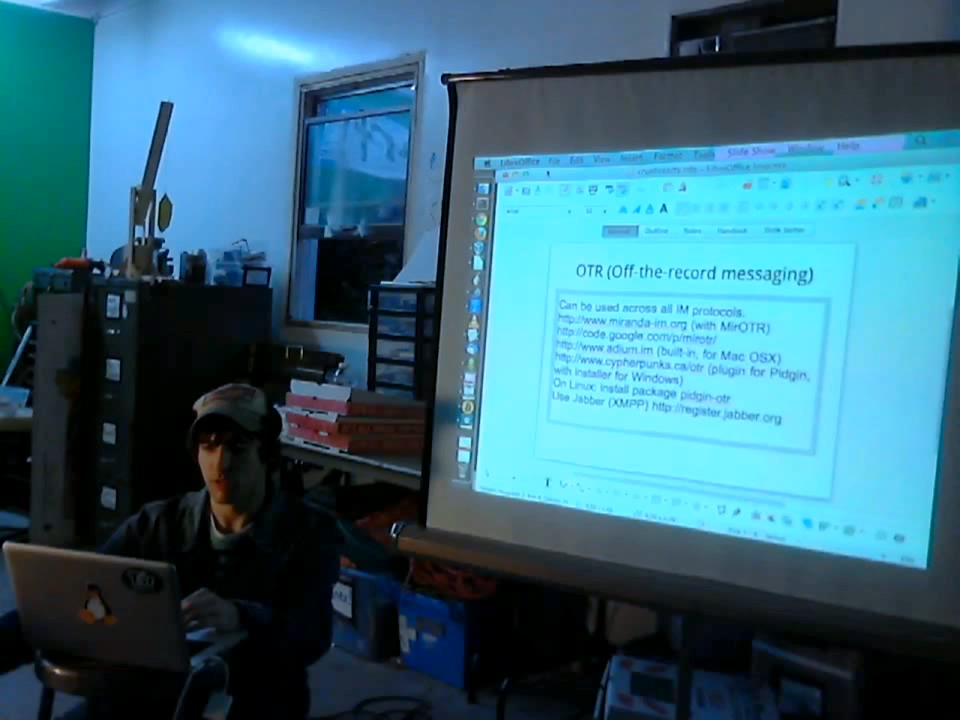 LibreOffice File Edit View Insert Format Tools Slide Show Window Help
Outline Notes Handout Slide Sorter
OTR (Off-the-record messaging)
Can be used across all IM protocols.
http://www.miranda-im.org (with MirOTR)
http://code.google.com/p/mirotr/
http://www.adium.im (built-in, for Mac OSX)
http://www.cypherpunks.ca/otr (plugin for Pidgin,
with installer for Windows)
On Linux: install package pidgin-otr
Use Jabber (XMPP) http://register.jabber.org